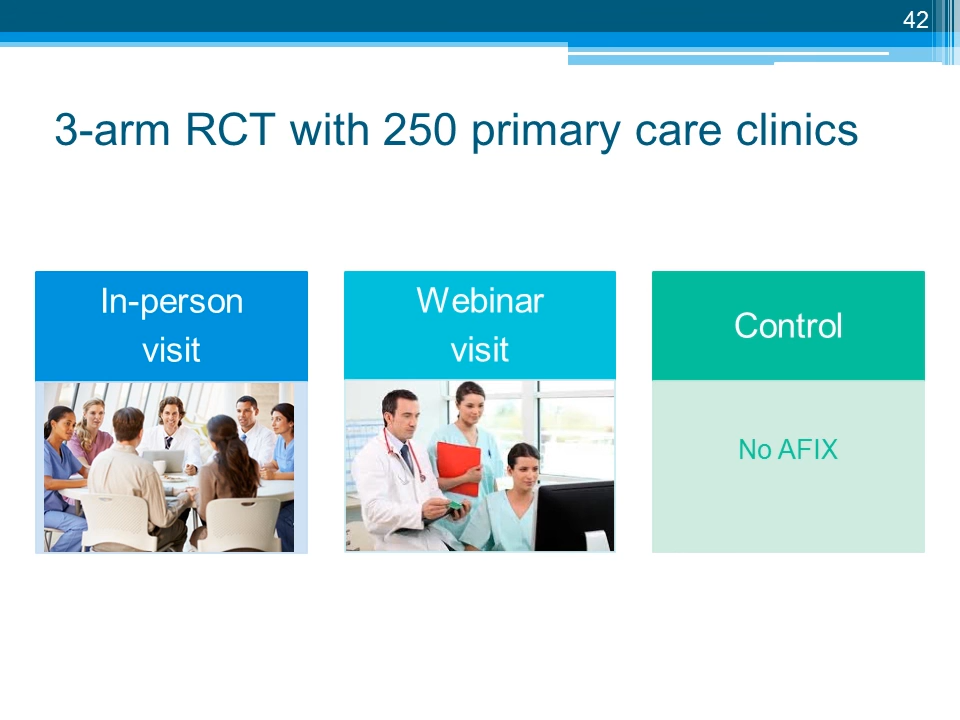 42
3-arm RCT with 250 primary care clinics
In-person
visit
Webinar
visit
Control
No AFIX